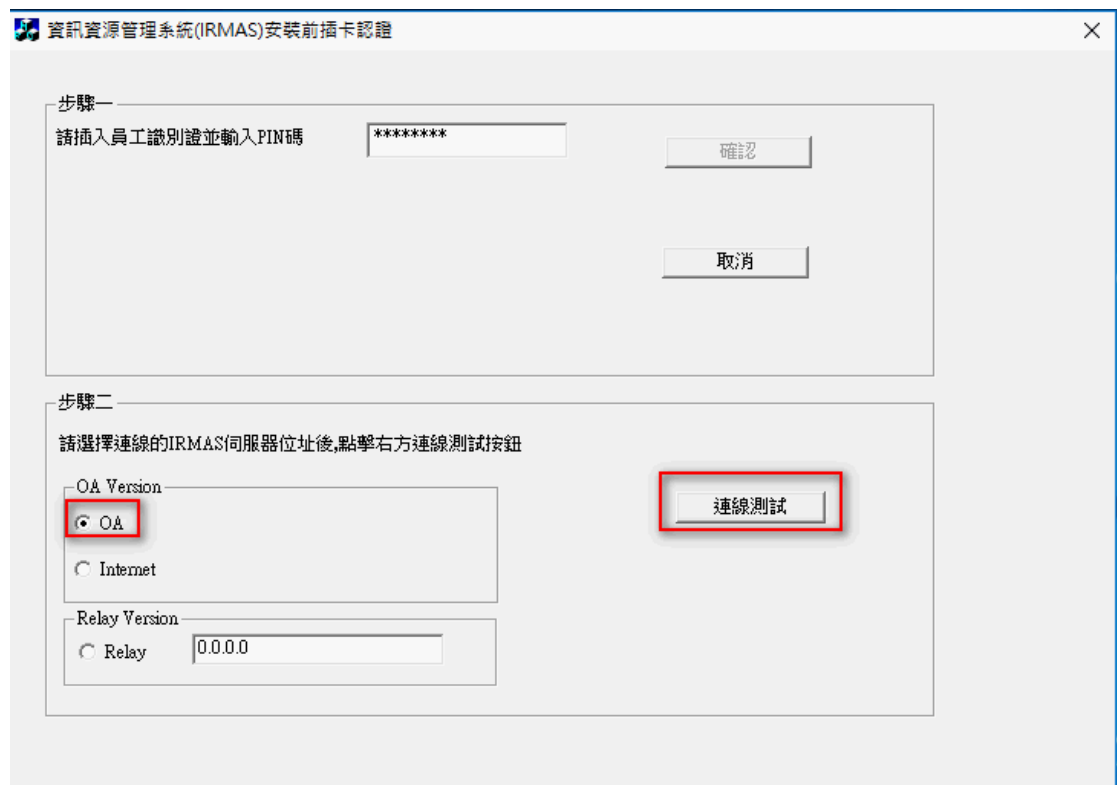 資訊資源管理系統(IRMAS)安裝前插卡認證
步驟一
請插入員工識別證並輸入PIN碼
********
確認
取消
步驟二
請選擇連線的IRMAS伺服器位址後,點擊右方連線測試按鈕
OA Version
OA
連線測試
Internet
Relay Version
Relay
0.0.0.0